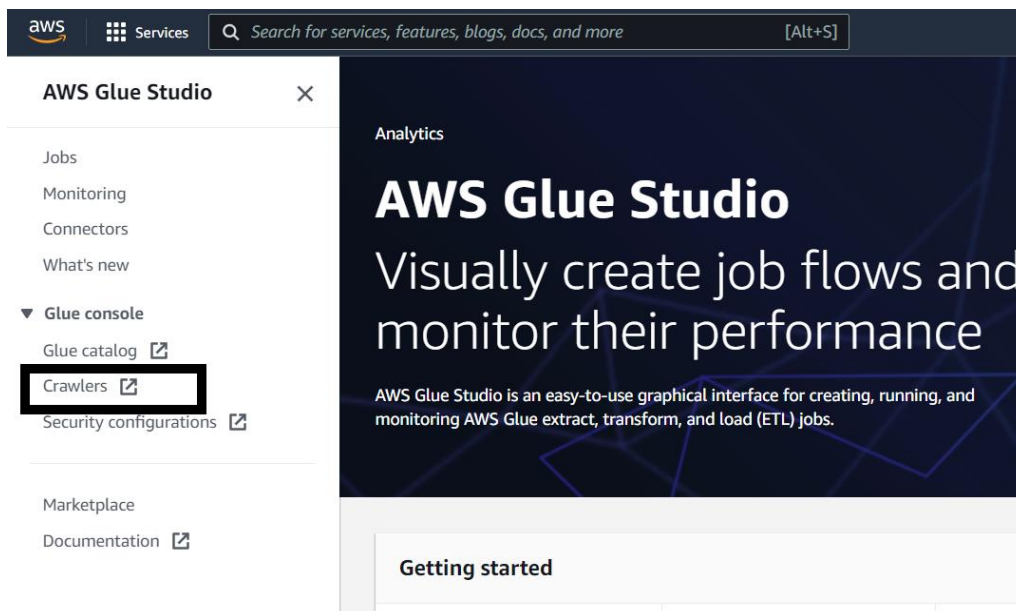 aws
Services
Search for services, features, blogs, docs, and more
[Alt+S]
AWS Glue Studio
Jobs
Monitoring
Connectors
What's new
Glue console
Glue catalog
Crawlers
Security configurations
Marketplace
Documentation
Analytics
AWS Glue Studio
Visually create job flows and
monitor their performance
AWS Glue Studio is an easy-to-use graphical interface for creating, running, and
monitoring AWS Glue extract, transform, and load (ETL) jobs.
Getting started